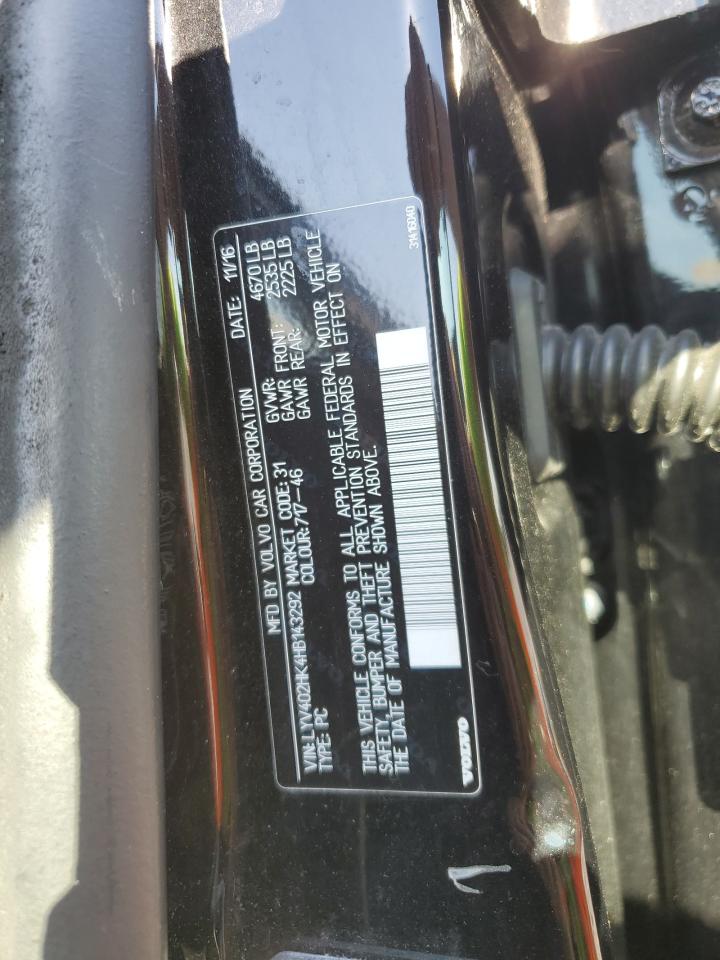 MFD BY VOLVO CAR CORPORATION DATE: 11/16
VIN: LYV402HK4HB143292 MARKET CODE: 31 GVWR: 4670 LB
TYPE: PC COLOUR: 717-46 GAWR FRONT: 2535 LB
GAWR REAR: 2225 LB
THIS VEHICLE CONFORMS TO ALL APPLICABLE FEDERAL MOTOR VEHICLE
SAFETY, BUMPER AND THEFT PREVENTION STANDARDS IN EFFECT ON
THE DATE OF MANUFACTURE SHOWN ABOVE.
VOLVO 31416040
1